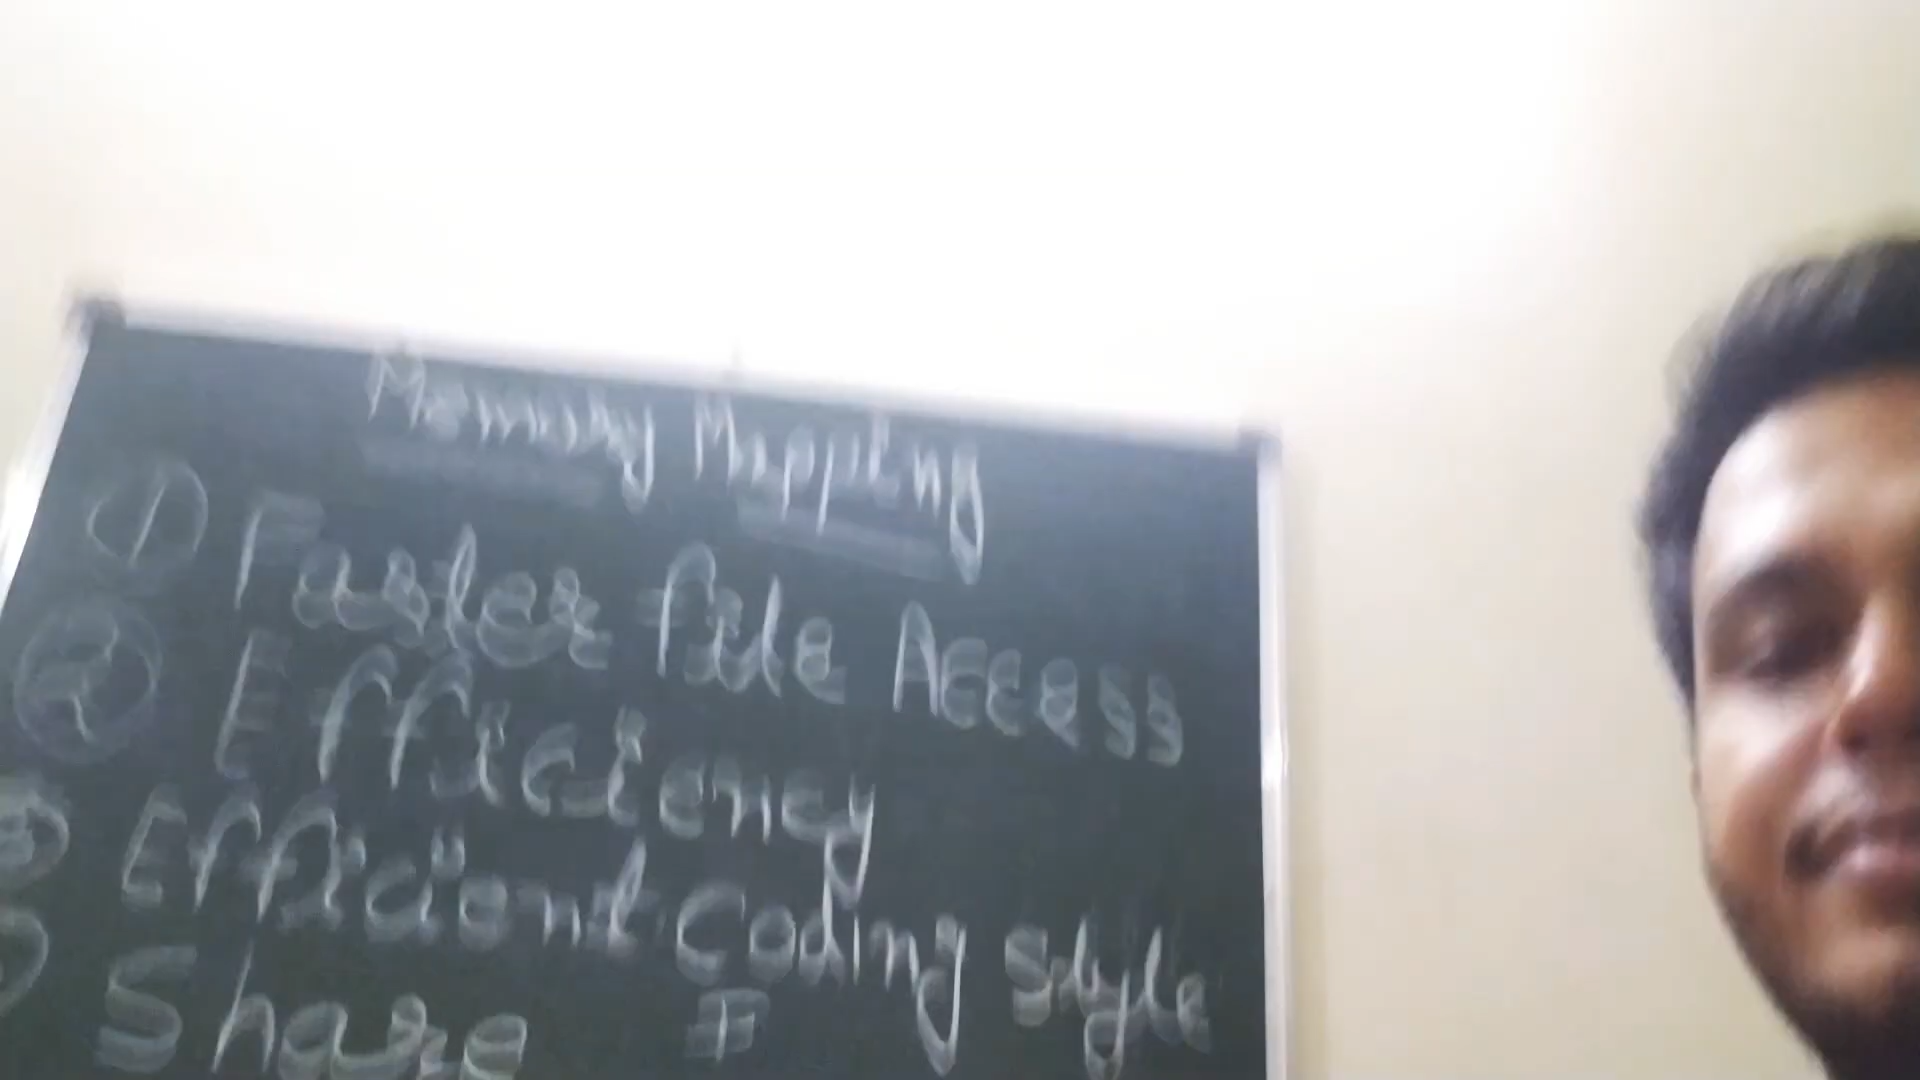 Memory Mapping
① Faster file Access
② Efficiency
③ Efficient Coding Style
Share